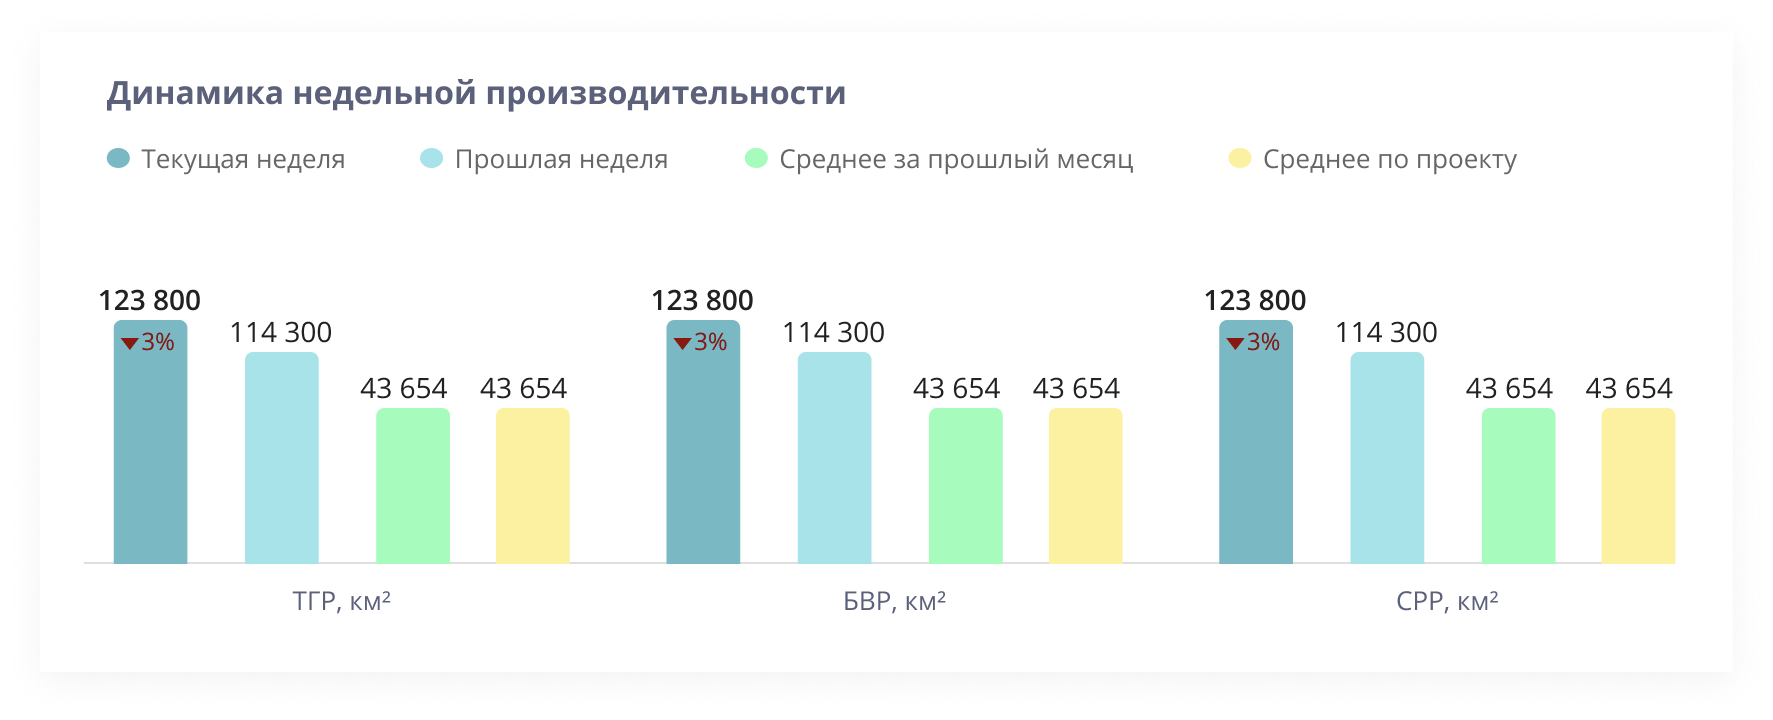 Динамика недельной производительности
Текущая неделя Прошлая неделя Среднее за прошлый месяц Среднее по проекту
123 800 123 800 123 800
3% 114 300 3% 114 300 3% 114 300
43 654 43 654 43 654 43 654 43 654 43 654
ТГР, км² БВР, км² СРР, км²